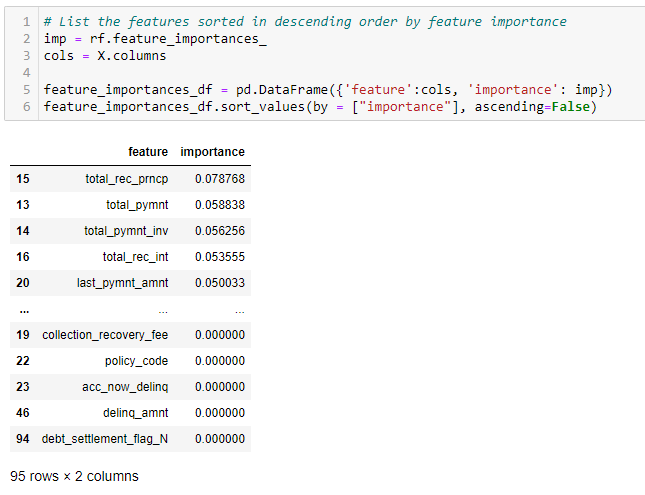 1 # List the features sorted in descending order by feature importance
2 imp = rf.feature_importances_
3 cols = X.columns
4
5 feature_importances_df = pd.DataFrame({'feature':cols, 'importance': imp})
6 feature_importances_df.sort_values(by = ["importance"], ascending=False)
feature importance
15 total_rec_prncp 0.078768
13 total_pymnt 0.058838
14 total_pymnt_inv 0.056256
16 total_rec_int 0.053555
20 last_pymnt_amnt 0.050033
... ... ...
19 collection_recovery_fee 0.000000
22 policy_code 0.000000
23 acc_now_delinq 0.000000
46 delinq_amnt 0.000000
94 debt_settlement_flag_N 0.000000
95 rows × 2 columns